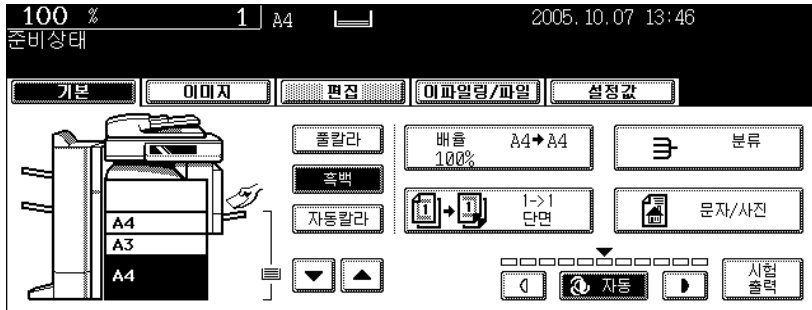 100 % 1 A4 2005.10.07 13:46
준비상태
기본 이미지 편집 이파일링/파일 설정값
풀칼라
흑백
자동칼라
배율 A4➔A4
100%
분류
1->1
단면
문자/사진
A4
A3
A4
자동
시험
출력